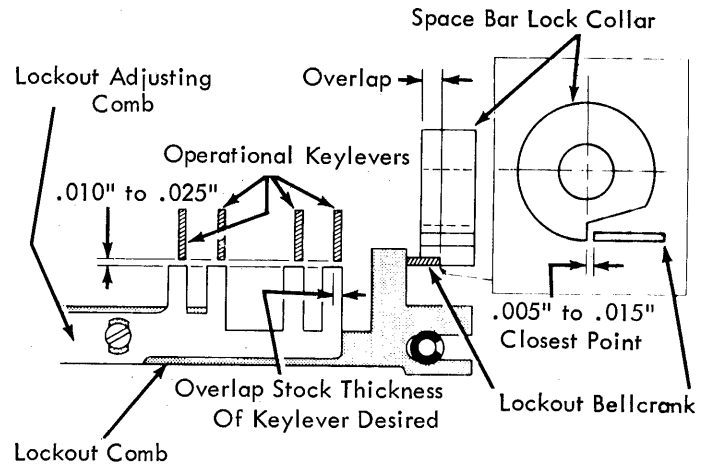 Space Bar Lock Collar
Lockout Adjusting
Comb
Overlap
Operational Keylevers
.010" to .025"
.005" to .015"
Closest Point
Overlap Stock Thickness
Of Keylever Desired
Lockout Bellcrank
Lockout Comb